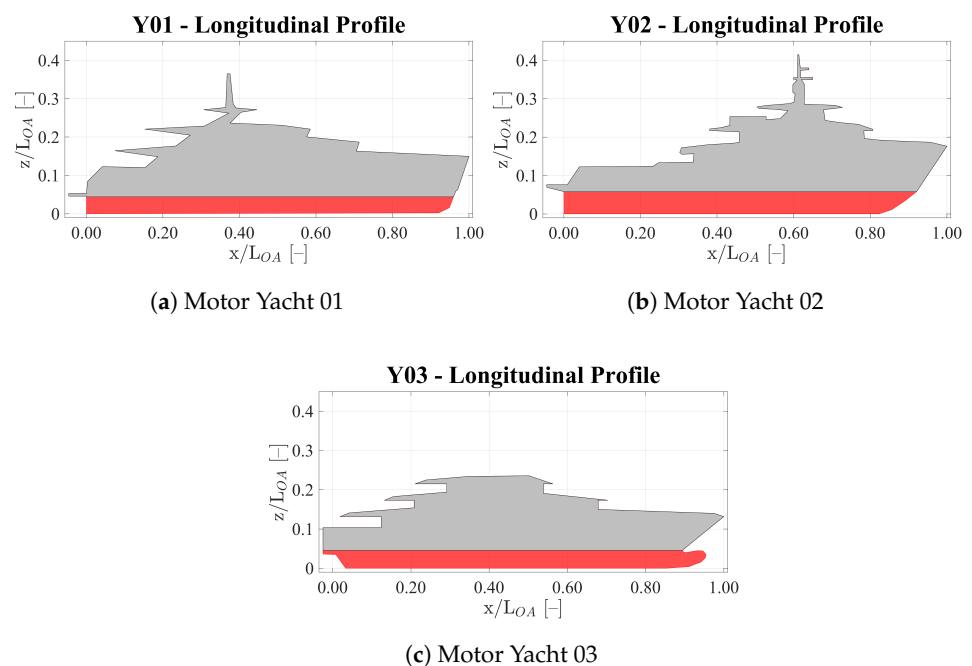 Y01 - Longitudinal Profile
z/L_OA [–]
0.4
0.3
0.2
0.1
0
0.00 0.20 0.40 0.60 0.80 1.00
x/L_OA [–]
(a) Motor Yacht 01
Y02 - Longitudinal Profile
z/L_OA [–]
0.4
0.3
0.2
0.1
0
0.00 0.20 0.40 0.60 0.80 1.00
x/L_OA [–]
(b) Motor Yacht 02
Y03 - Longitudinal Profile
z/L_OA [–]
0.4
0.3
0.2
0.1
0
0.00 0.20 0.40 0.60 0.80 1.00
x/L_OA [–]
(c) Motor Yacht 03